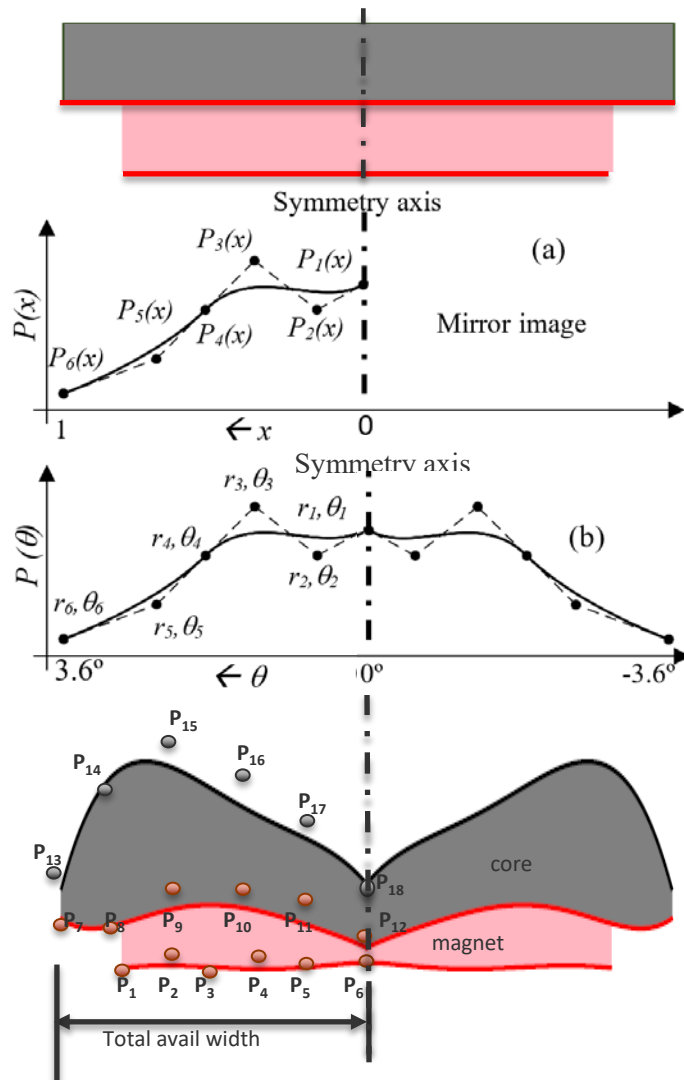 Symmetry axis
P3(x)
P1(x)
(a)
P(x)
P5(x)
P4(x)
P2(x)
Mirror image
P6(x)
1
← x
0
Symmetry axis
r3, θ3
r1, θ1
(b)
P (θ)
r4, θ4
r2, θ2
r6, θ6
r5, θ5
3.6º
← θ
0º
-3.6º
P15
P14
P16
P17
P13
core
P18
P7
P8
P9
P10
P11
P12
magnet
P1
P2
P3
P4
P5
P6
Total avail width